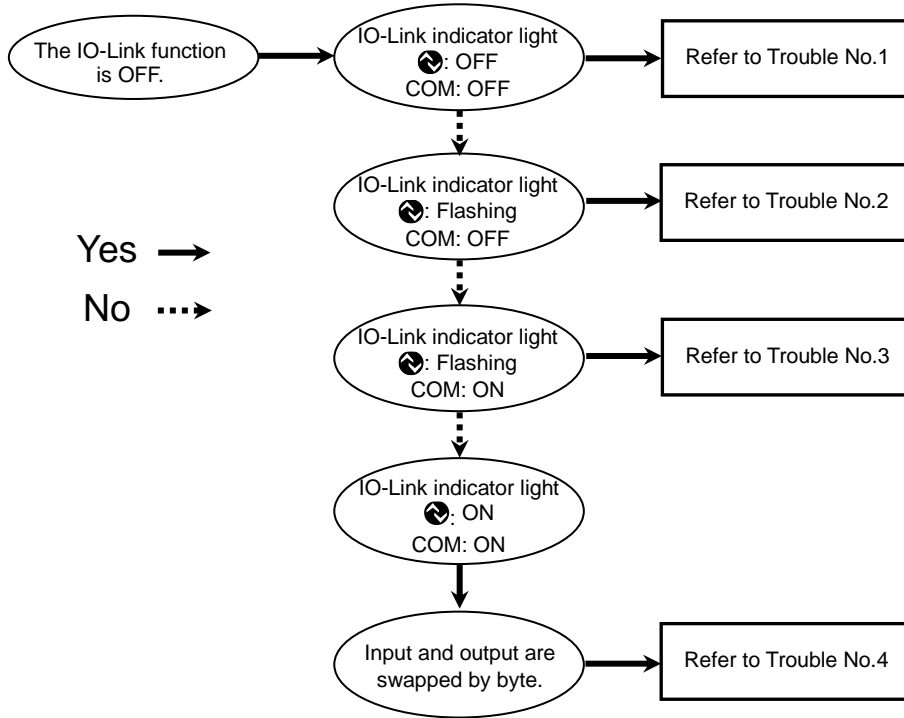 The IO-Link function
is OFF.
IO-Link indicator light
: OFF
COM: OFF
Refer to Trouble No.1
IO-Link indicator light
: Flashing
COM: OFF
Refer to Trouble No.2
Yes
No
IO-Link indicator light
: Flashing
COM: ON
Refer to Trouble No.3
IO-Link indicator light
: ON
COM: ON
Input and output are
swapped by byte.
Refer to Trouble No.4